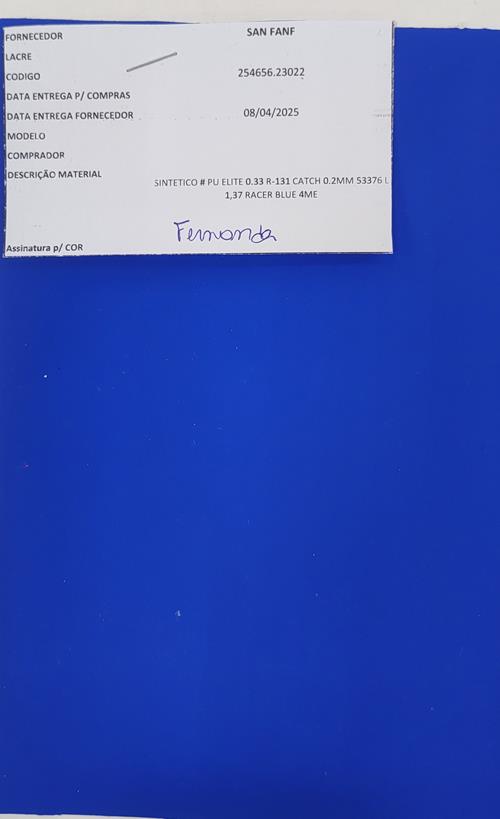 FORNECEDOR SAN FANF
LACRE
CODIGO 254656.23022
DATA ENTREGA P/ COMPRAS
DATA ENTREGA FORNECEDOR 08/04/2025
MODELO
COMPRADOR
DESCRIÇÃO MATERIAL
SINTETICO # PU ELITE 0.33 R-131 CATCH 0.2MM 53376 L
1,37 RACER BLUE 4ME
Fernanda
Assinatura p/ COR